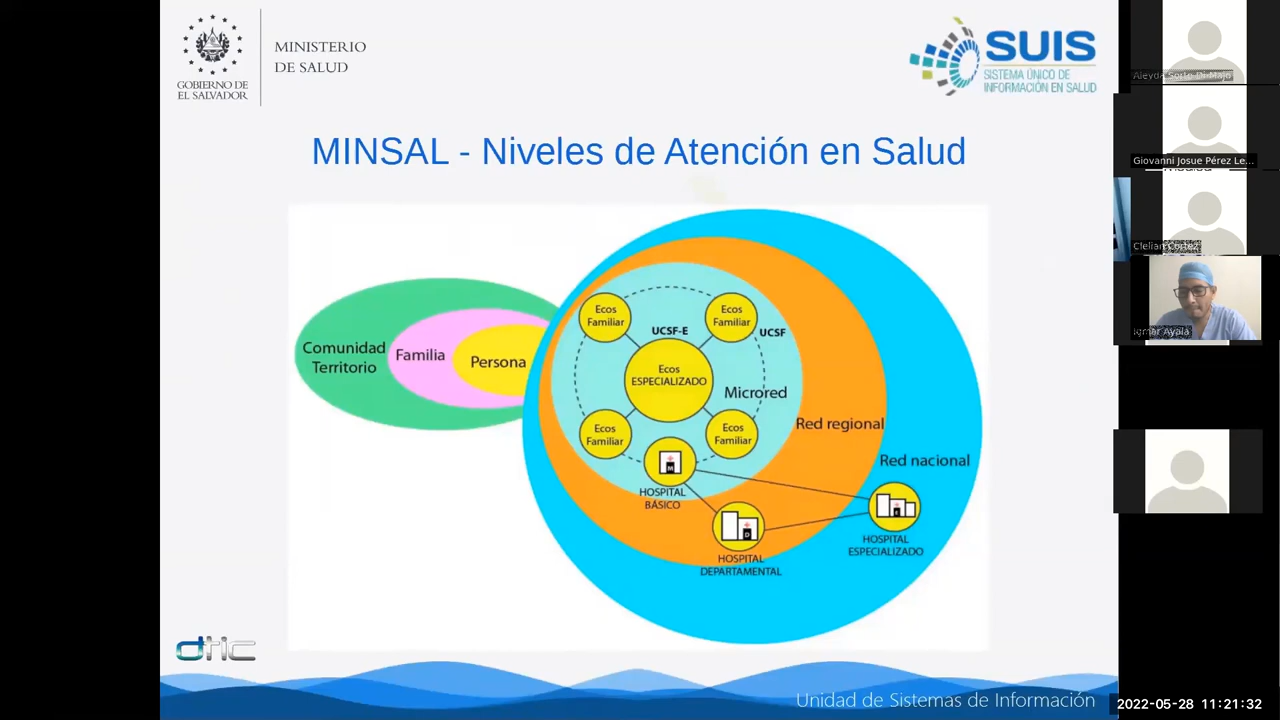 MINISTERIO
DE SALUD
GOBIERNO DE
EL SALVADOR
SUIS
SISTEMA ÚNICO DE
INFORMACIÓN EN SALUD
MINSAL - Niveles de Atención en Salud
Comunidad
Territorio
Familia
Persona
Ecos
Familiar
Ecos
Familiar
UCSF-E
UCSF
Ecos
ESPECIALIZADO
Microred
Ecos
Familiar
Ecos
Familiar
Red regional
Red nacional
HOSPITAL
BÁSICO
HOSPITAL
DEPARTAMENTAL
HOSPITAL
ESPECIALIZADO
dtic
Unidad de Sistemas de Información
Giovanni Josue Pérez Le...
Clelian Cortez
Ayala
2022-05-28 11:21:32